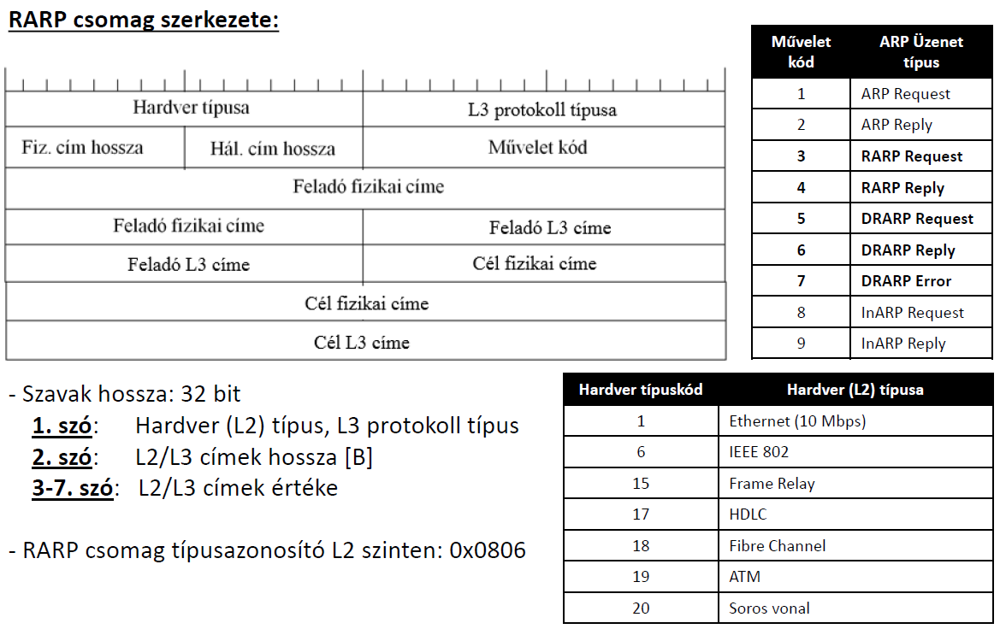 RARP csomag szerkezete:
Hardver típusa L3 protokoll típusa
Fiz. cím hossza Hál. cím hossza Művelet kód
Feladó fizikai címe
Feladó fizikai címe Feladó L3 címe
Feladó L3 címe Cél fizikai címe
Cél fizikai címe
Cél L3 címe
Művelet kód ARP Üzenet típus
1 ARP Request
2 ARP Reply
3 RARP Request
4 RARP Reply
5 DRARP Request
6 DRARP Reply
7 DRARP Error
8 InARP Request
9 InARP Reply
- Szavak hossza: 32 bit
1. szó: Hardver (L2) típus, L3 protokoll típus
2. szó: L2/L3 címek hossza [B]
3-7. szó: L2/L3 címek értéke
- RARP csomag típusazonosító L2 szinten: 0x0806
Hardver típuskód Hardver (L2) típusa
1 Ethernet (10 Mbps)
6 IEEE 802
15 Frame Relay
17 HDLC
18 Fibre Channel
19 ATM
20 Soros vonal